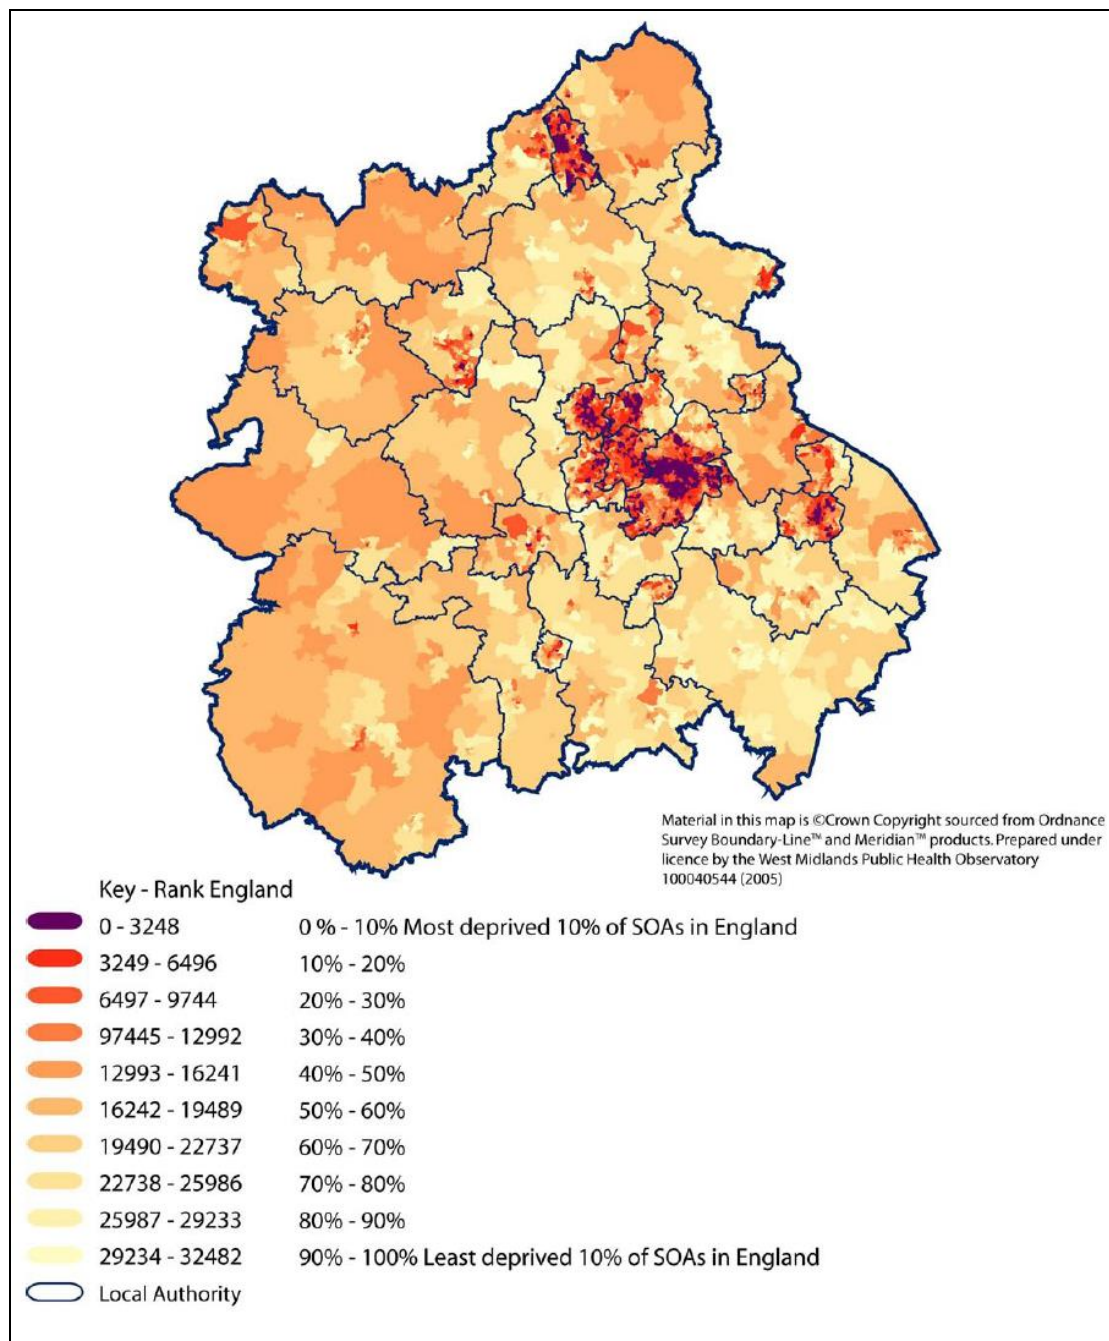 Material in this map is ©Crown Copyright sourced from Ordnance
Survey Boundary-Line™ and Meridian™ products. Prepared under
licence by the West Midlands Public Health Observatory
100040544 (2005)
Key - Rank England
0 - 3248 0 % - 10% Most deprived 10% of SOAs in England
3249 - 6496 10% - 20%
6497 - 9744 20% - 30%
97445 - 12992 30% - 40%
12993 - 16241 40% - 50%
16242 - 19489 50% - 60%
19490 - 22737 60% - 70%
22738 - 25986 70% - 80%
25987 - 29233 80% - 90%
29234 - 32482 90% - 100% Least deprived 10% of SOAs in England
Local Authority